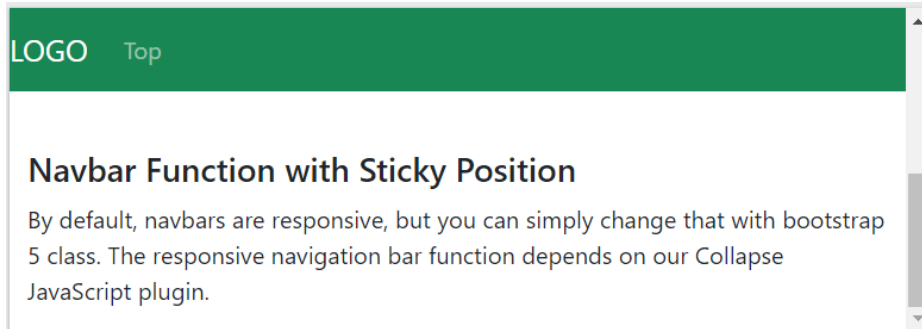 LOGO Top
Navbar Function with Sticky Position
By default, navbars are responsive, but you can simply change that with bootstrap
5 class. The responsive navigation bar function depends on our Collapse
JavaScript plugin.